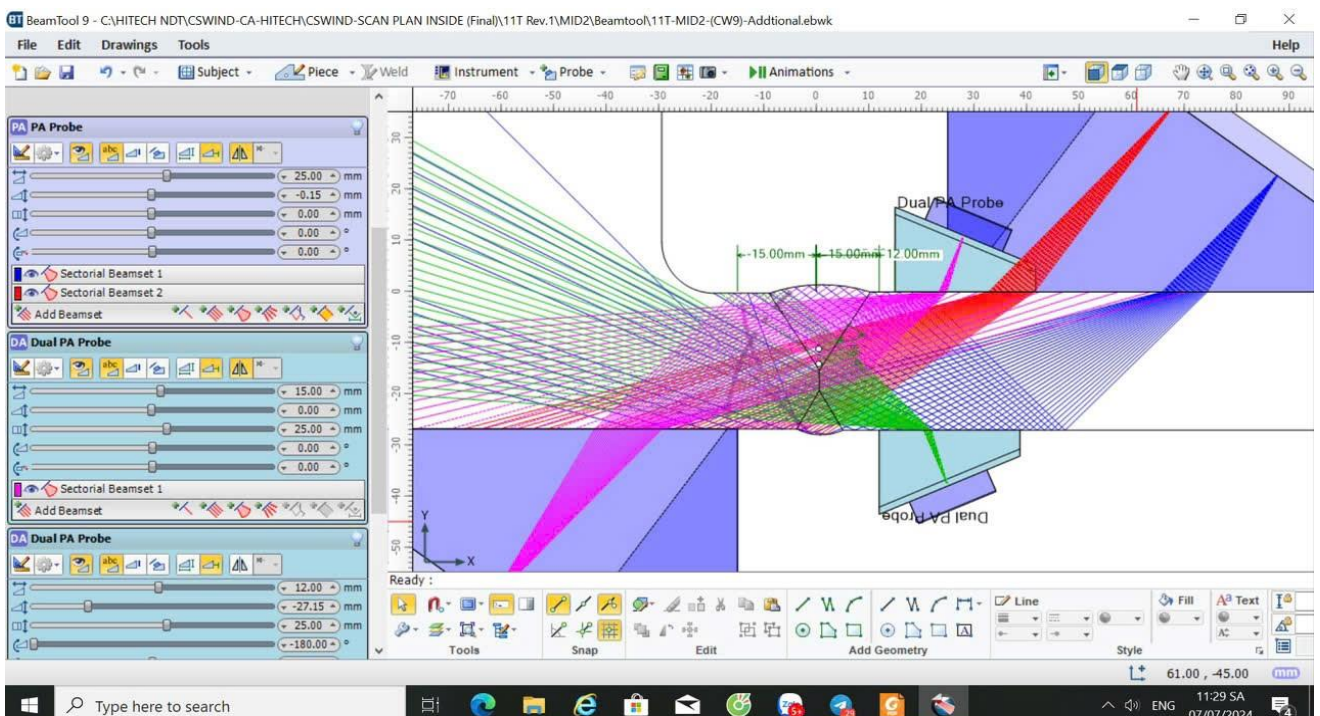 BeamTool 9 - C:\HITECH NDT\CSWIND-CA-HITECH\CSWIND-SCAN PLAN INSIDE (Final)\11T Rev.1\MID2\Beamtool\11T-MID2-(CW9)-Addtional.ebwk
File Edit Drawings Tools Help
Subject Piece Weld Instrument Probe Animations
-70 -60 -50 -40 -30 -20 -10 0 10 20 30 40 50 60 70 80 90
PA PA Probe
abc
25.00 mm
-0.15 mm
0.00 mm
0.00 °
0.00 °
Sectorial Beamset 1
Sectorial Beamset 2
Add Beamset
DA Dual PA Probe
abc
15.00 mm
0.00 mm
25.00 mm
0.00 °
0.00 °
Sectorial Beamset 1
Add Beamset
DA Dual PA Probe
abc
12.00 mm
-27.15 mm
25.00 mm
-180.00 °
30
20
10
0
-10
-20
-30
-40
-50
Dual PA Probe
-15.00mm 15.00mm 12.00mm
Dual PA Probe
Y
X
Ready :
Line Fill Text
Tools Snap Edit Add Geometry Style
61.00 , -45.00 mm
Type here to search
ENG
11:29 SA
07/07/2024